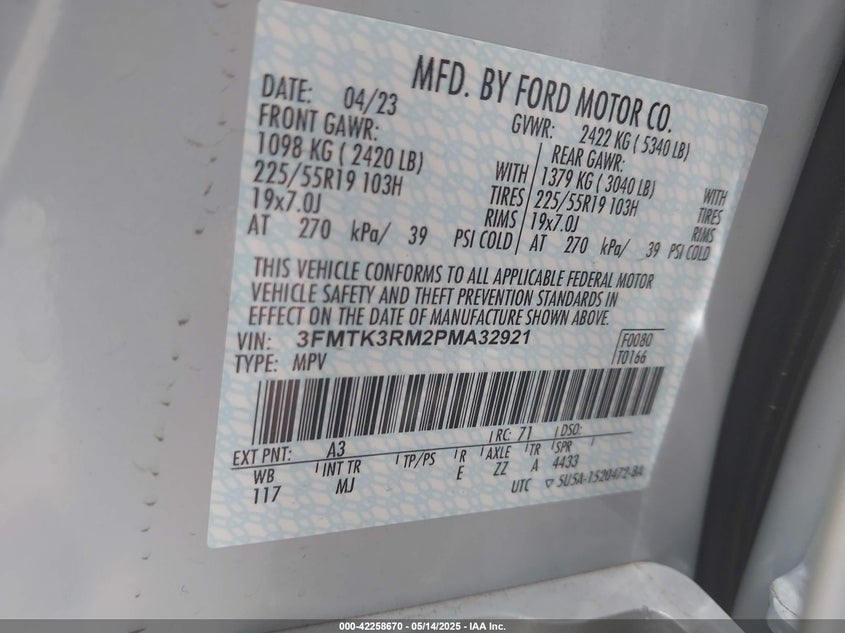 MFD. BY FORD MOTOR CO.
DATE: 04/23
GVWR: 2422 KG ( 5340 LB)
FRONT GAWR:
1098 KG ( 2420 LB) WITH
225/55R19 103H TIRES
19x7.0J RIMS
AT 270 kPa/ 39 PSI COLD
REAR GAWR:
1379 KG ( 3040 LB) WITH
225/55R19 103H TIRES
19x7.0J RIMS
AT 270 kPa/ 39 PSI COLD
THIS VEHICLE CONFORMS TO ALL APPLICABLE FEDERAL MOTOR
VEHICLE SAFETY AND THEFT PREVENTION STANDARDS IN
EFFECT ON THE DATE OF MANUFACTURE SHOWN ABOVE.
VIN: 3FMTK3RM2PMA32921
F0080
TYPE: MPV
T0166
EXT PNT: A3 RC: 71 DSO:
WB INT TR TP/PS R AXLE TR SPR
117 MJ E ZZ A 4433
UTC ▽ 5U5A-1520472-BA
000-42258670 -- 05/14/2025 -- IAA Inc.